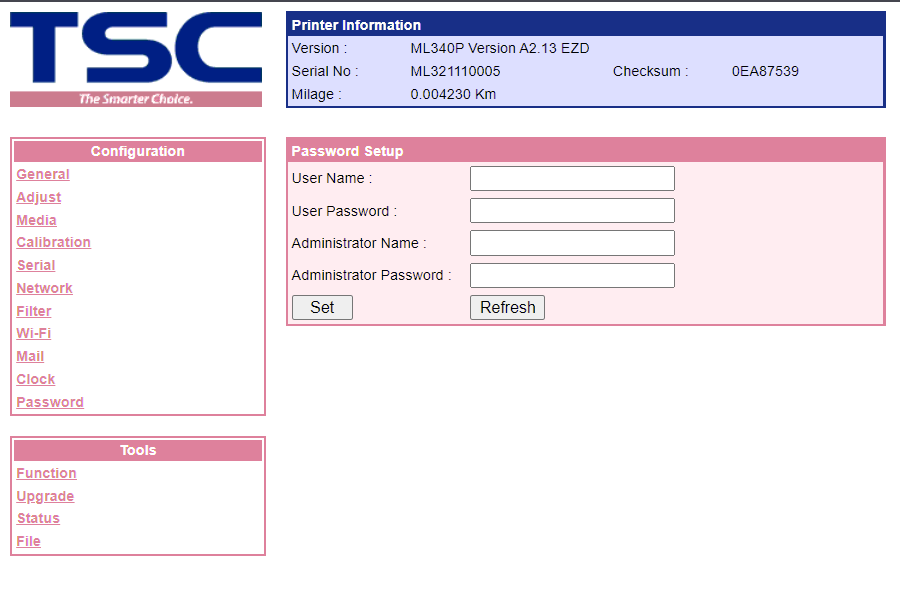 TSC
The Smarter Choice.
Printer Information
Version : ML340P Version A2.13 EZD
Serial No : ML321110005 Checksum : 0EA87539
Milage : 0.004230 Km
Configuration
General
Adjust
Media
Calibration
Serial
Network
Filter
Wi-Fi
Mail
Clock
Password
Tools
Function
Upgrade
Status
File
Password Setup
User Name :
User Password :
Administrator Name :
Administrator Password :
Set Refresh